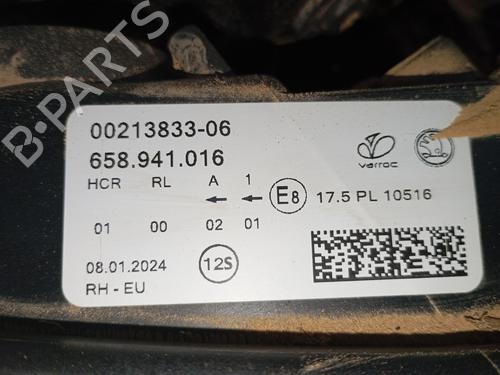 00213833-06
658.941.016
varroc
HCR RL A 1
E8 17.5 PL 10516
01 00 02 01
08.01.2024 12S
RH - EU
B-PARTS